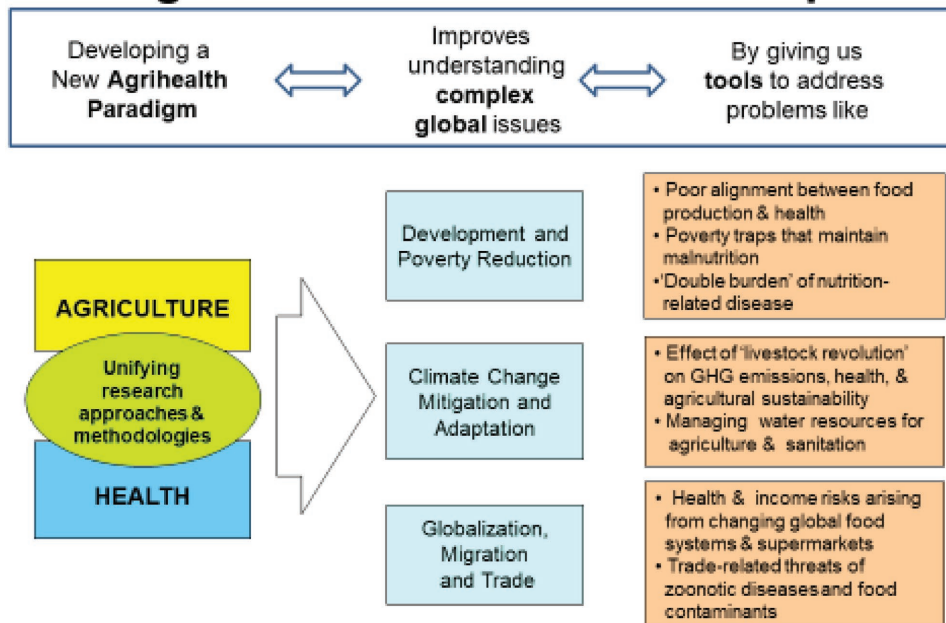 Developing a
New Agrihealth
Paradigm
Improves
understanding
complex
global issues
By giving us
tools to address
problems like
AGRICULTURE
Unifying
research
approaches &
methodologies
HEALTH
Development and
Poverty Reduction
• Poor alignment between food
production & health
• Poverty traps that maintain
malnutrition
• 'Double burden' of nutrition-
related disease
Climate Change
Mitigation and
Adaptation
• Effect of 'livestock revolution'
on GHG emissions, health, &
agricultural sustainability
• Managing water resources for
agriculture & sanitation
Globalization,
Migration
and Trade
• Health & income risks arising
from changing global food
systems & supermarkets
• Trade-related threats of
zoonotic diseases and food
contaminants